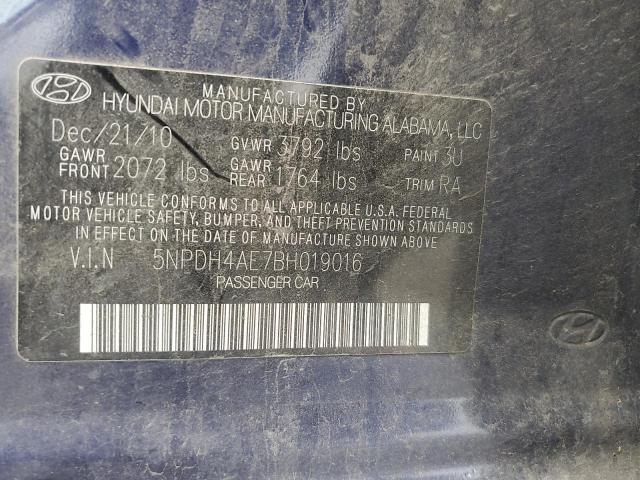 MANUFACTURED BY
HYUNDAI MOTOR MANUFACTURING ALABAMA, LLC
Dec/21/10 GVWR 3792 lbs PAINT 3U
GAWR FRONT 2072 lbs GAWR REAR 1764 lbs TRIM RA
THIS VEHICLE CONFORMS TO ALL APPLICABLE U.S.A. FEDERAL
MOTOR VEHICLE SAFETY, BUMPER, AND THEFT PREVENTION STANDARDS
IN EFFECT ON THE DATE OF MANUFACTURE SHOWN ABOVE.
V.I.N 5NPDH4AE7BH019016
PASSENGER CAR